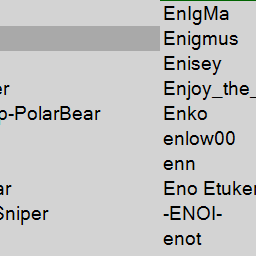 EnIgMa
Enigmus
Enisey
er Enjoy_the_
p-PolarBear Enko
enlow00
enn
ar Eno Etuker
Sniper -ENOI-
enot